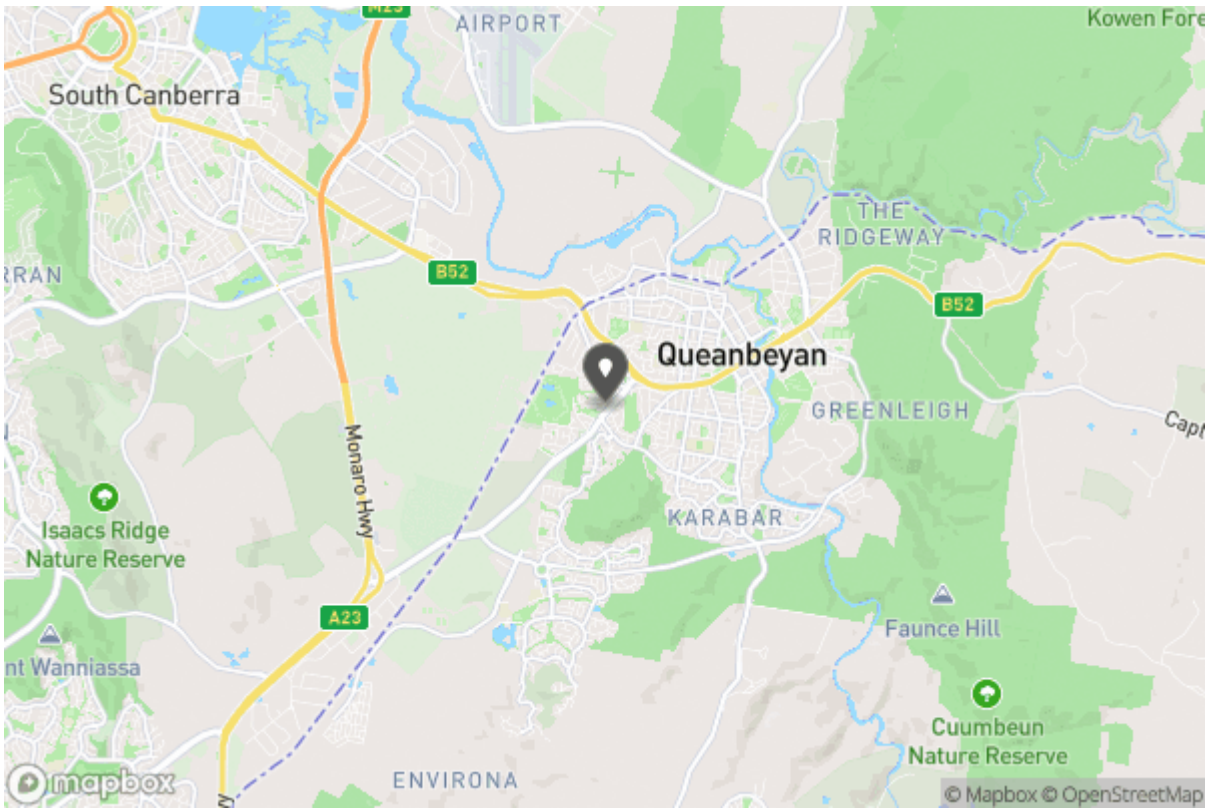 M23
AIRPORT
Kowen Fore
South Canberra
THE
RIDGEWAY
RRAN
B52
B52
Queanbeyan
GREENLEIGH
Capt
Monaro Hwy
Isaacs Ridge
Nature Reserve
KARABAR
A23
Faunce Hill
nt Wanniassa
Cuumbeun
Nature Reserve
ENVIRONA
mapbox
© Mapbox © OpenStreetMap